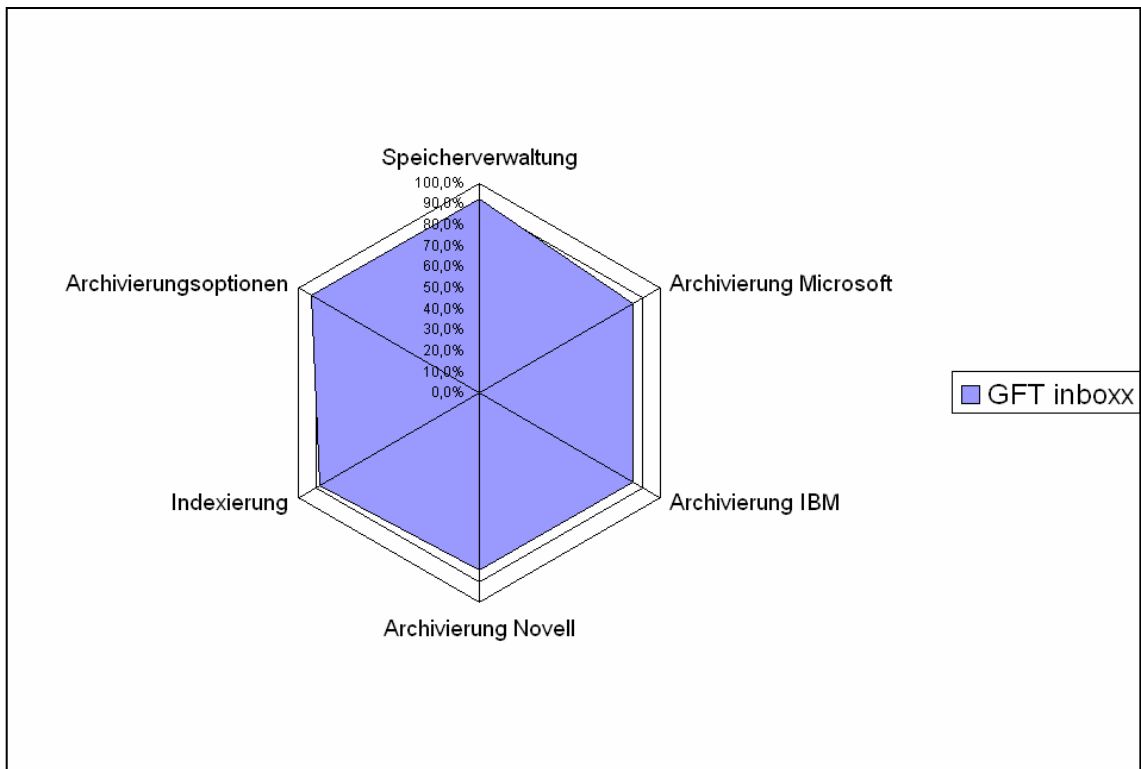 Speicherverwaltung
100,0%
90,0%
80,0%
70,0%
60,0%
50,0%
40,0%
30,0%
20,0%
10,0%
0,0%
Archivierungsoptionen
Archivierung Microsoft
GFT inboxx
Indexierung
Archivierung IBM
Archivierung Novell